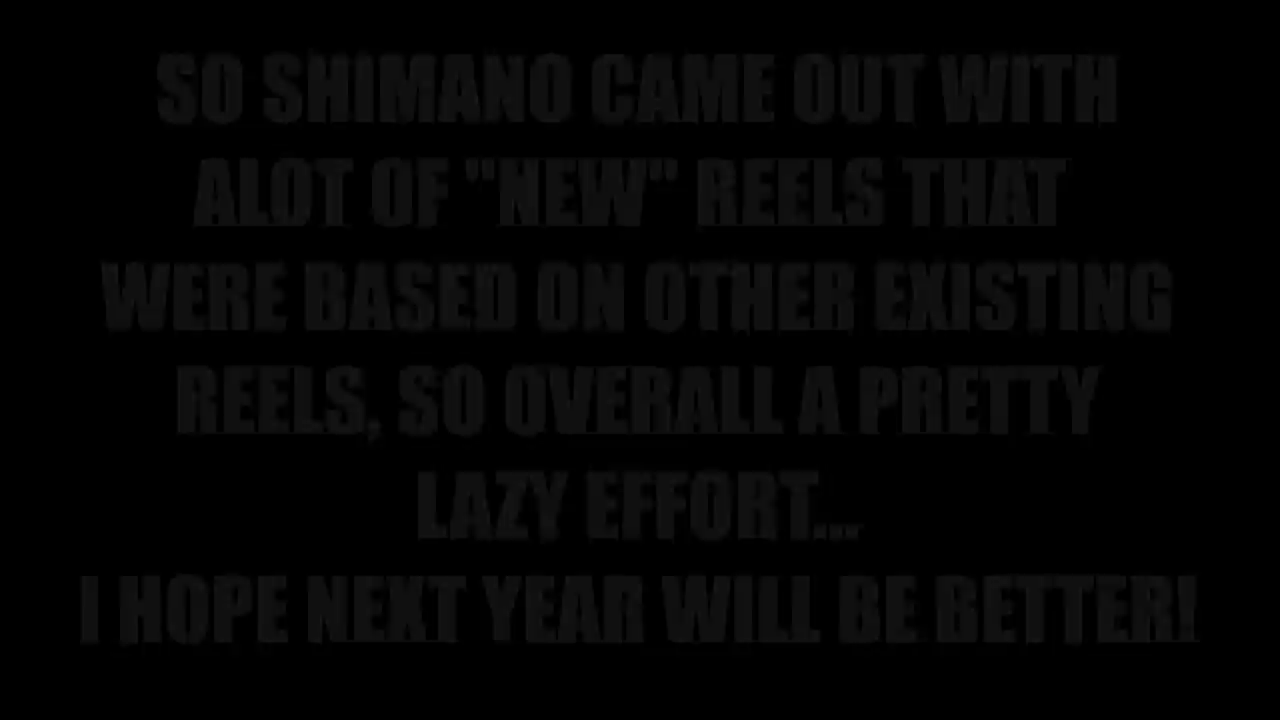 SO SHIMANO CAME OUT WITH
ALOT OF "NEW" REELS THAT
WERE BASED ON OTHER EXISTING
REELS, SO OVERALL A PRETTY
LAZY EFFORT...
I HOPE NEXT YEAR WILL BE BETTER!